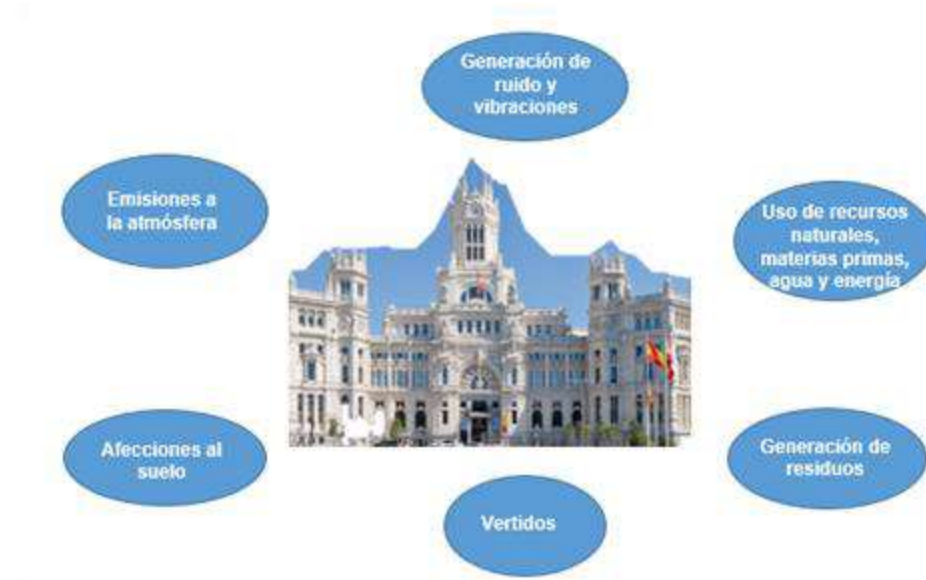 Generación de
ruido y
vibraciones
Emisiones a
la atmósfera
Uso de recursos
naturales,
materias primas,
agua y energía
Afecciones al
suelo
Generación de
residuos
Vertidos